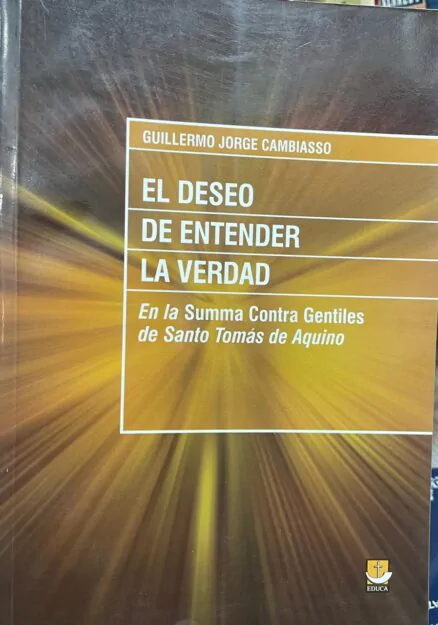 GUILLERMO JORGE CAMBIASSO
EL DESEO
DE ENTENDER
LA VERDAD
En la Summa Contra Gentiles
de Santo Tomás de Aquino
EDUCA